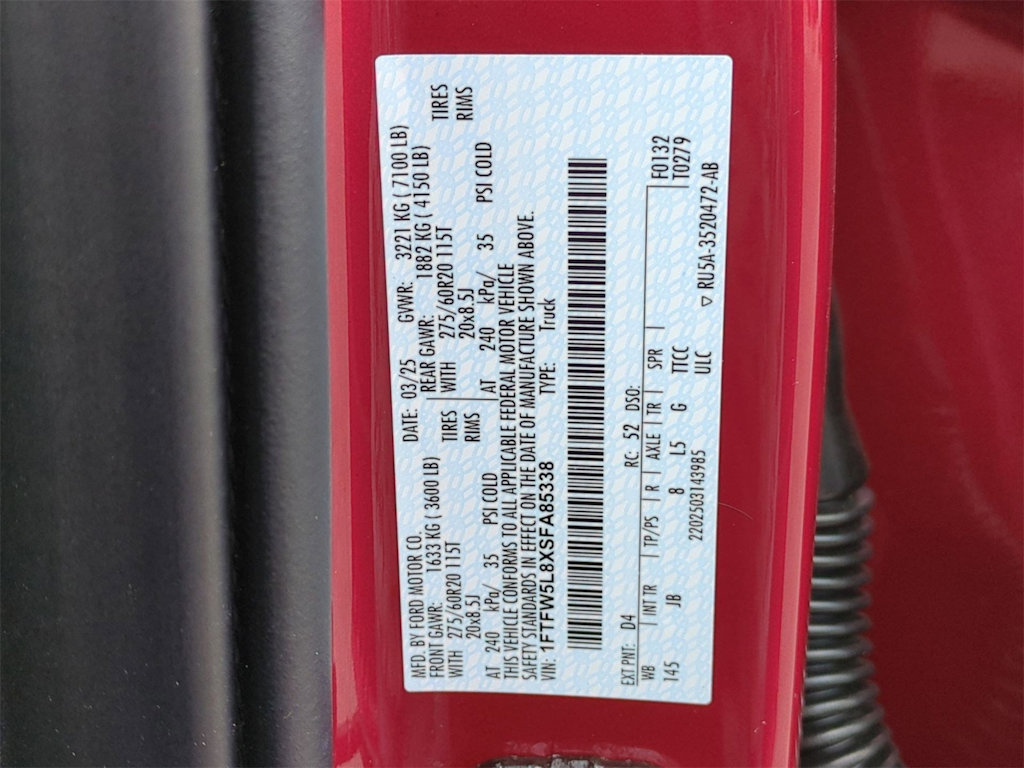 MFD. BY FORD MOTOR CO. DATE: 03/25 GVWR: 3221 KG ( 7100 LB)
FRONT GAWR: 1633 KG ( 3600 LB) REAR GAWR: 1882 KG ( 4150 LB)
WITH 275/60R20 115T TIRES WITH 275/60R20 115T TIRES
20x8.5J RIMS 20x8.5J RIMS
AT 240 kPa/ 35 PSI COLD AT 240 kPa/ 35 PSI COLD
THIS VEHICLE CONFORMS TO ALL APPLICABLE FEDERAL MOTOR VEHICLE
SAFETY STANDARDS IN EFFECT ON THE DATE OF MANUFACTURE SHOWN ABOVE.
VIN: 1FTFW5L8XSFA85338 TYPE: Truck
EXT PNT: D4 RC: 52 DSO: F0132
WB INT TR TP/PS R AXLE TR SPR T0279
145 JB 8 L5 G TTCC
2202503143985 ULC ▽ RU5A-3520472-AB